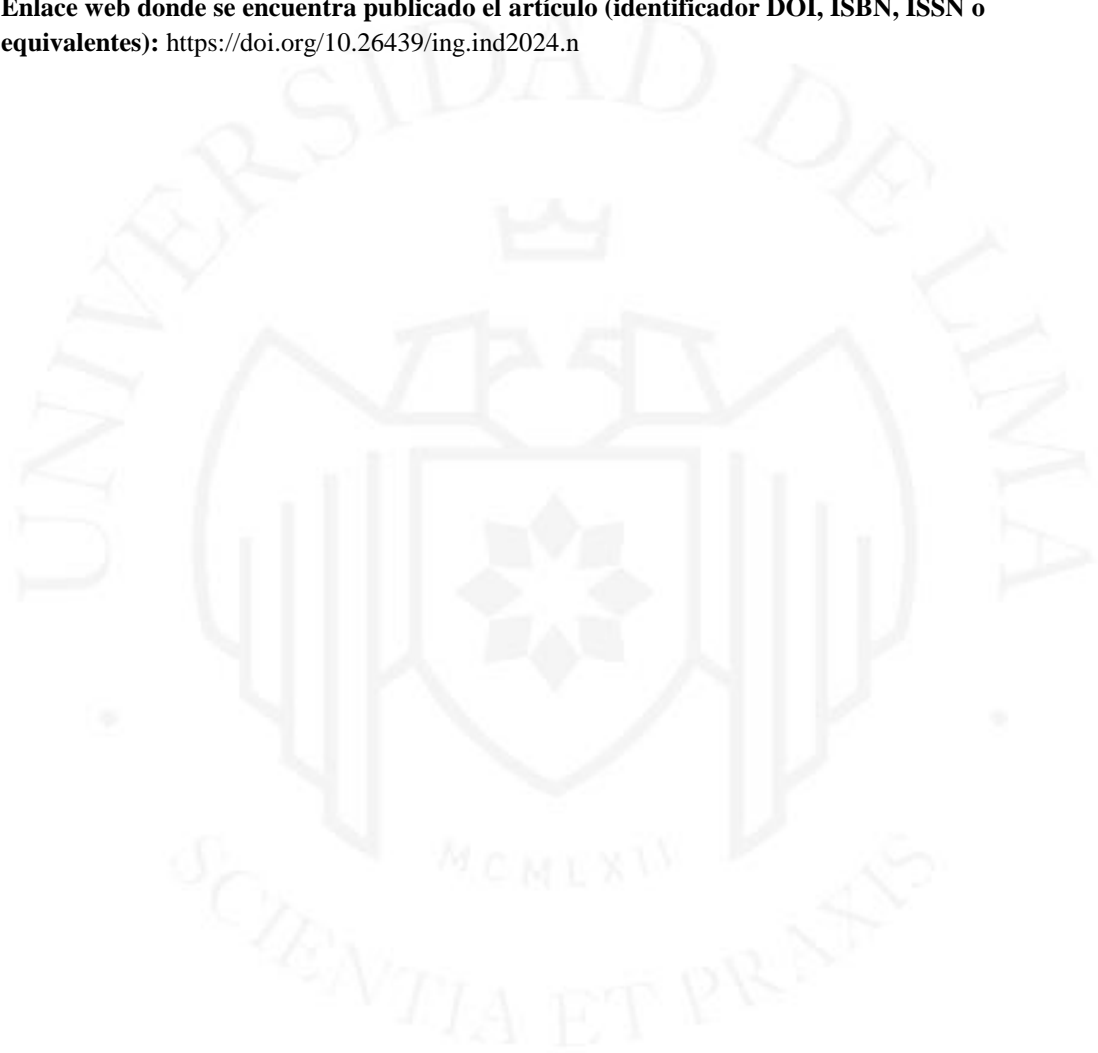 Enlace web donde se encuentra publicado el artículo (identificador DOI, ISBN, ISSN o
equivalentes): https://doi.org/10.26439/ing.ind2024.n
UNIVERSIDAD DE LIMA
MCMLXII
SCIENTIA ET PRAXIS